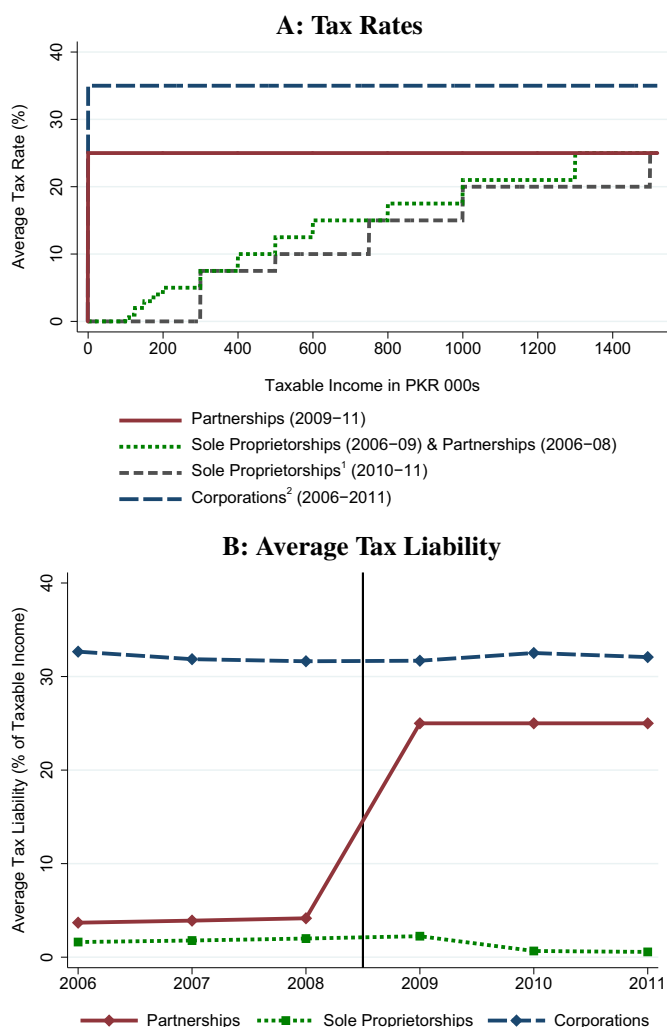 A: Tax Rates
40
30
20
10
0
Average Tax Rate (%)
0 200 400 600 800 1000 1200 1400
Taxable Income in PKR 000s
Partnerships (2009−11)
Sole Proprietorships (2006−09) & Partnerships (2006−08)
Sole Proprietorships¹ (2010−11)
Corporations² (2006−2011)
B: Average Tax Liability
40
30
20
10
0
Average Tax Liability (% of Taxable Income)
2006 2007 2008 2009 2010 2011
Partnerships Sole Proprietorships Corporations